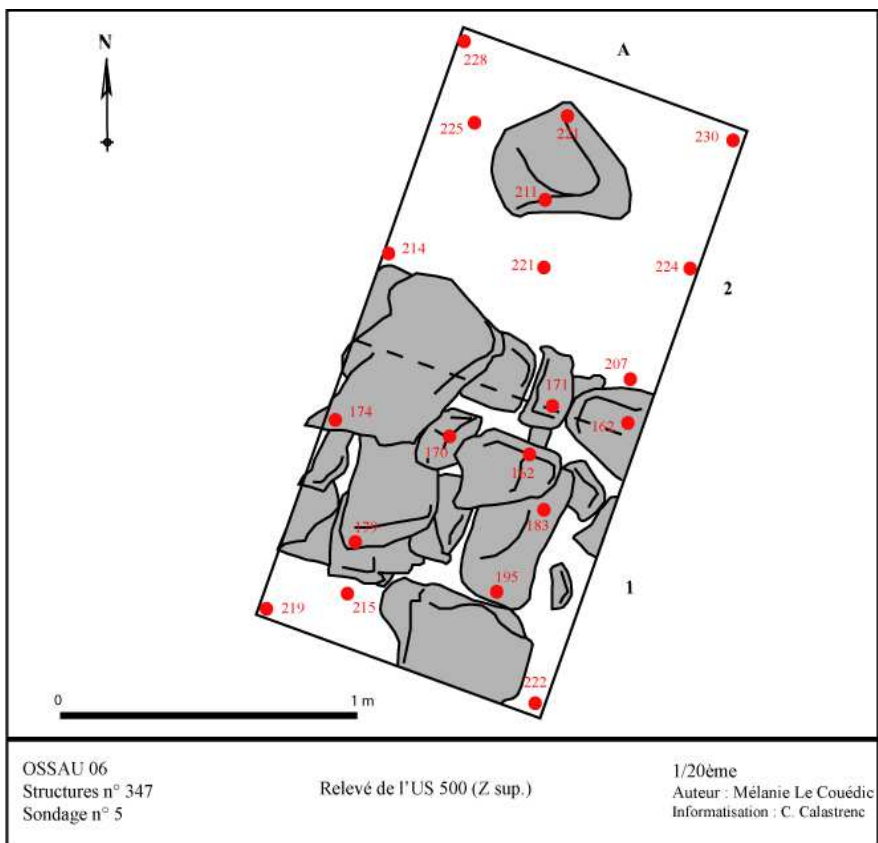 A
N
228
225
221
230
211
214
221
224
2
207
171
174
162
170
162
183
179
195
1
219
215
222
0
1 m
OSSAU 06
Structures n° 347
Sondage n° 5
Relevé de l'US 500 (Z sup.)
1/20ème
Auteur : Mélanie Le Couédic
Informatisation : C. Calastrenc